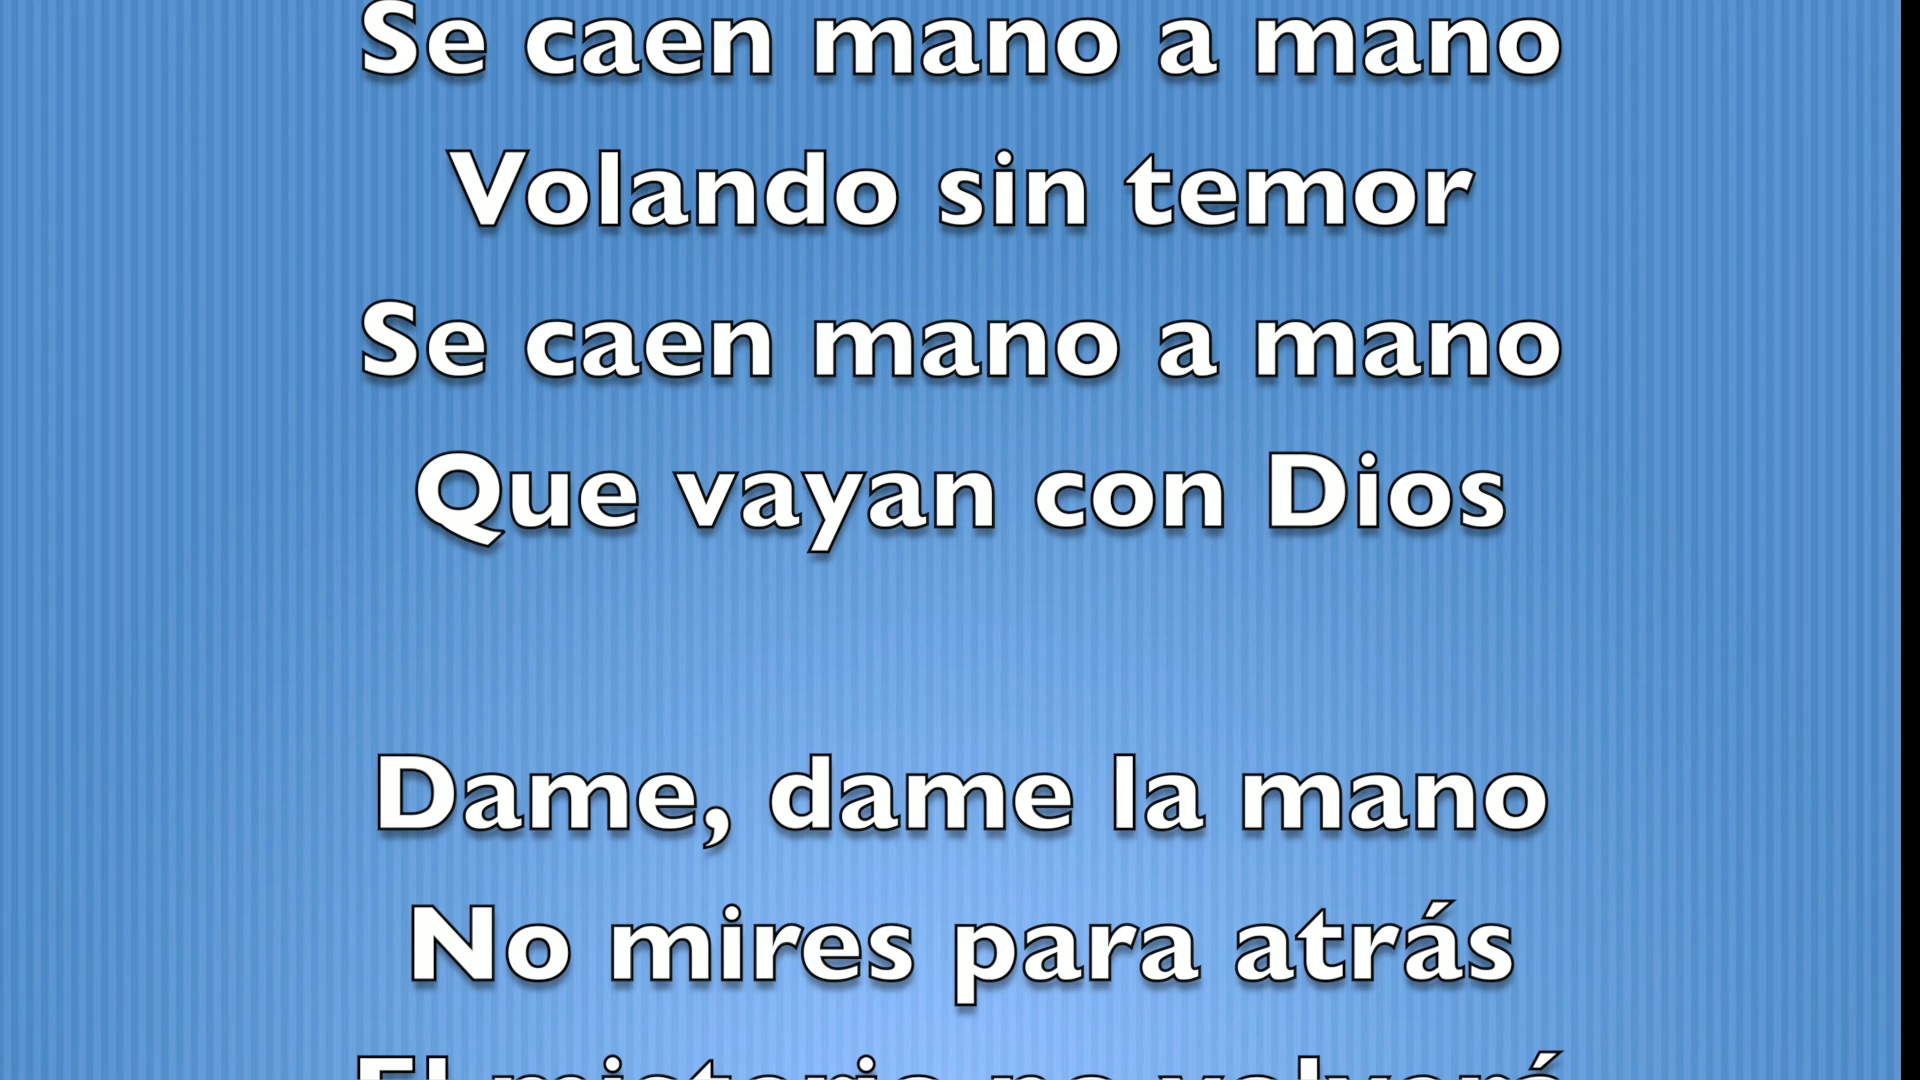 Se caen mano a mano
Volando sin temor
Se caen mano a mano
Que vayan con Dios
Dame, dame la mano
No mires para atrás
El misterio no volverá